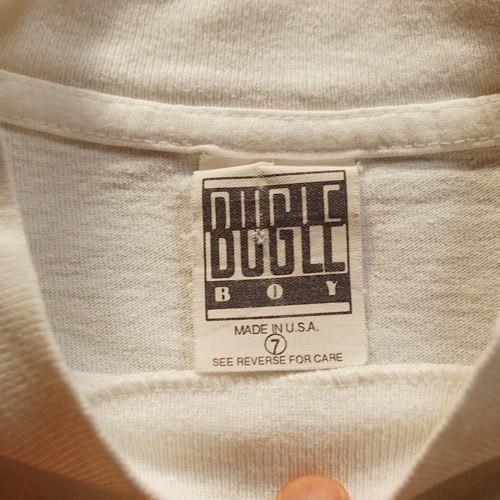 BUGLE
BOY
MADE IN U.S.A.
7
SEE REVERSE FOR CARE